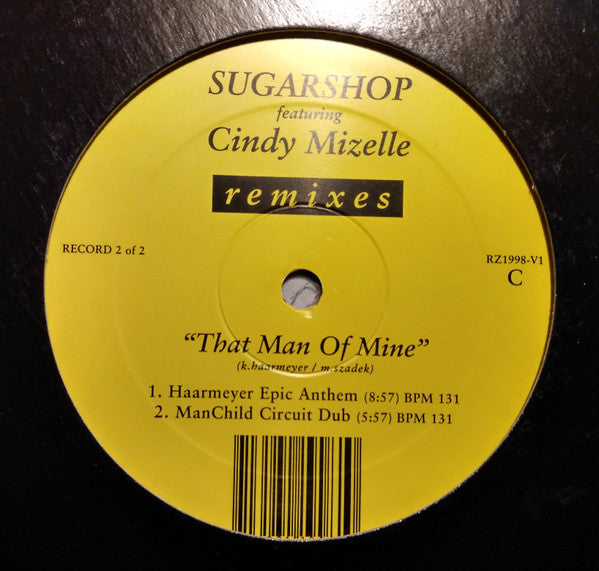 SUGARSHOP
featuring
Cindy Mizelle
remixes
RECORD 2 of 2
RZ1998-V1
C
“That Man Of Mine”
(k.haarmeyer / m.szadek)
1. Haarmeyer Epic Anthem (8:57) BPM 131
2. ManChild Circuit Dub (5:57) BPM 131